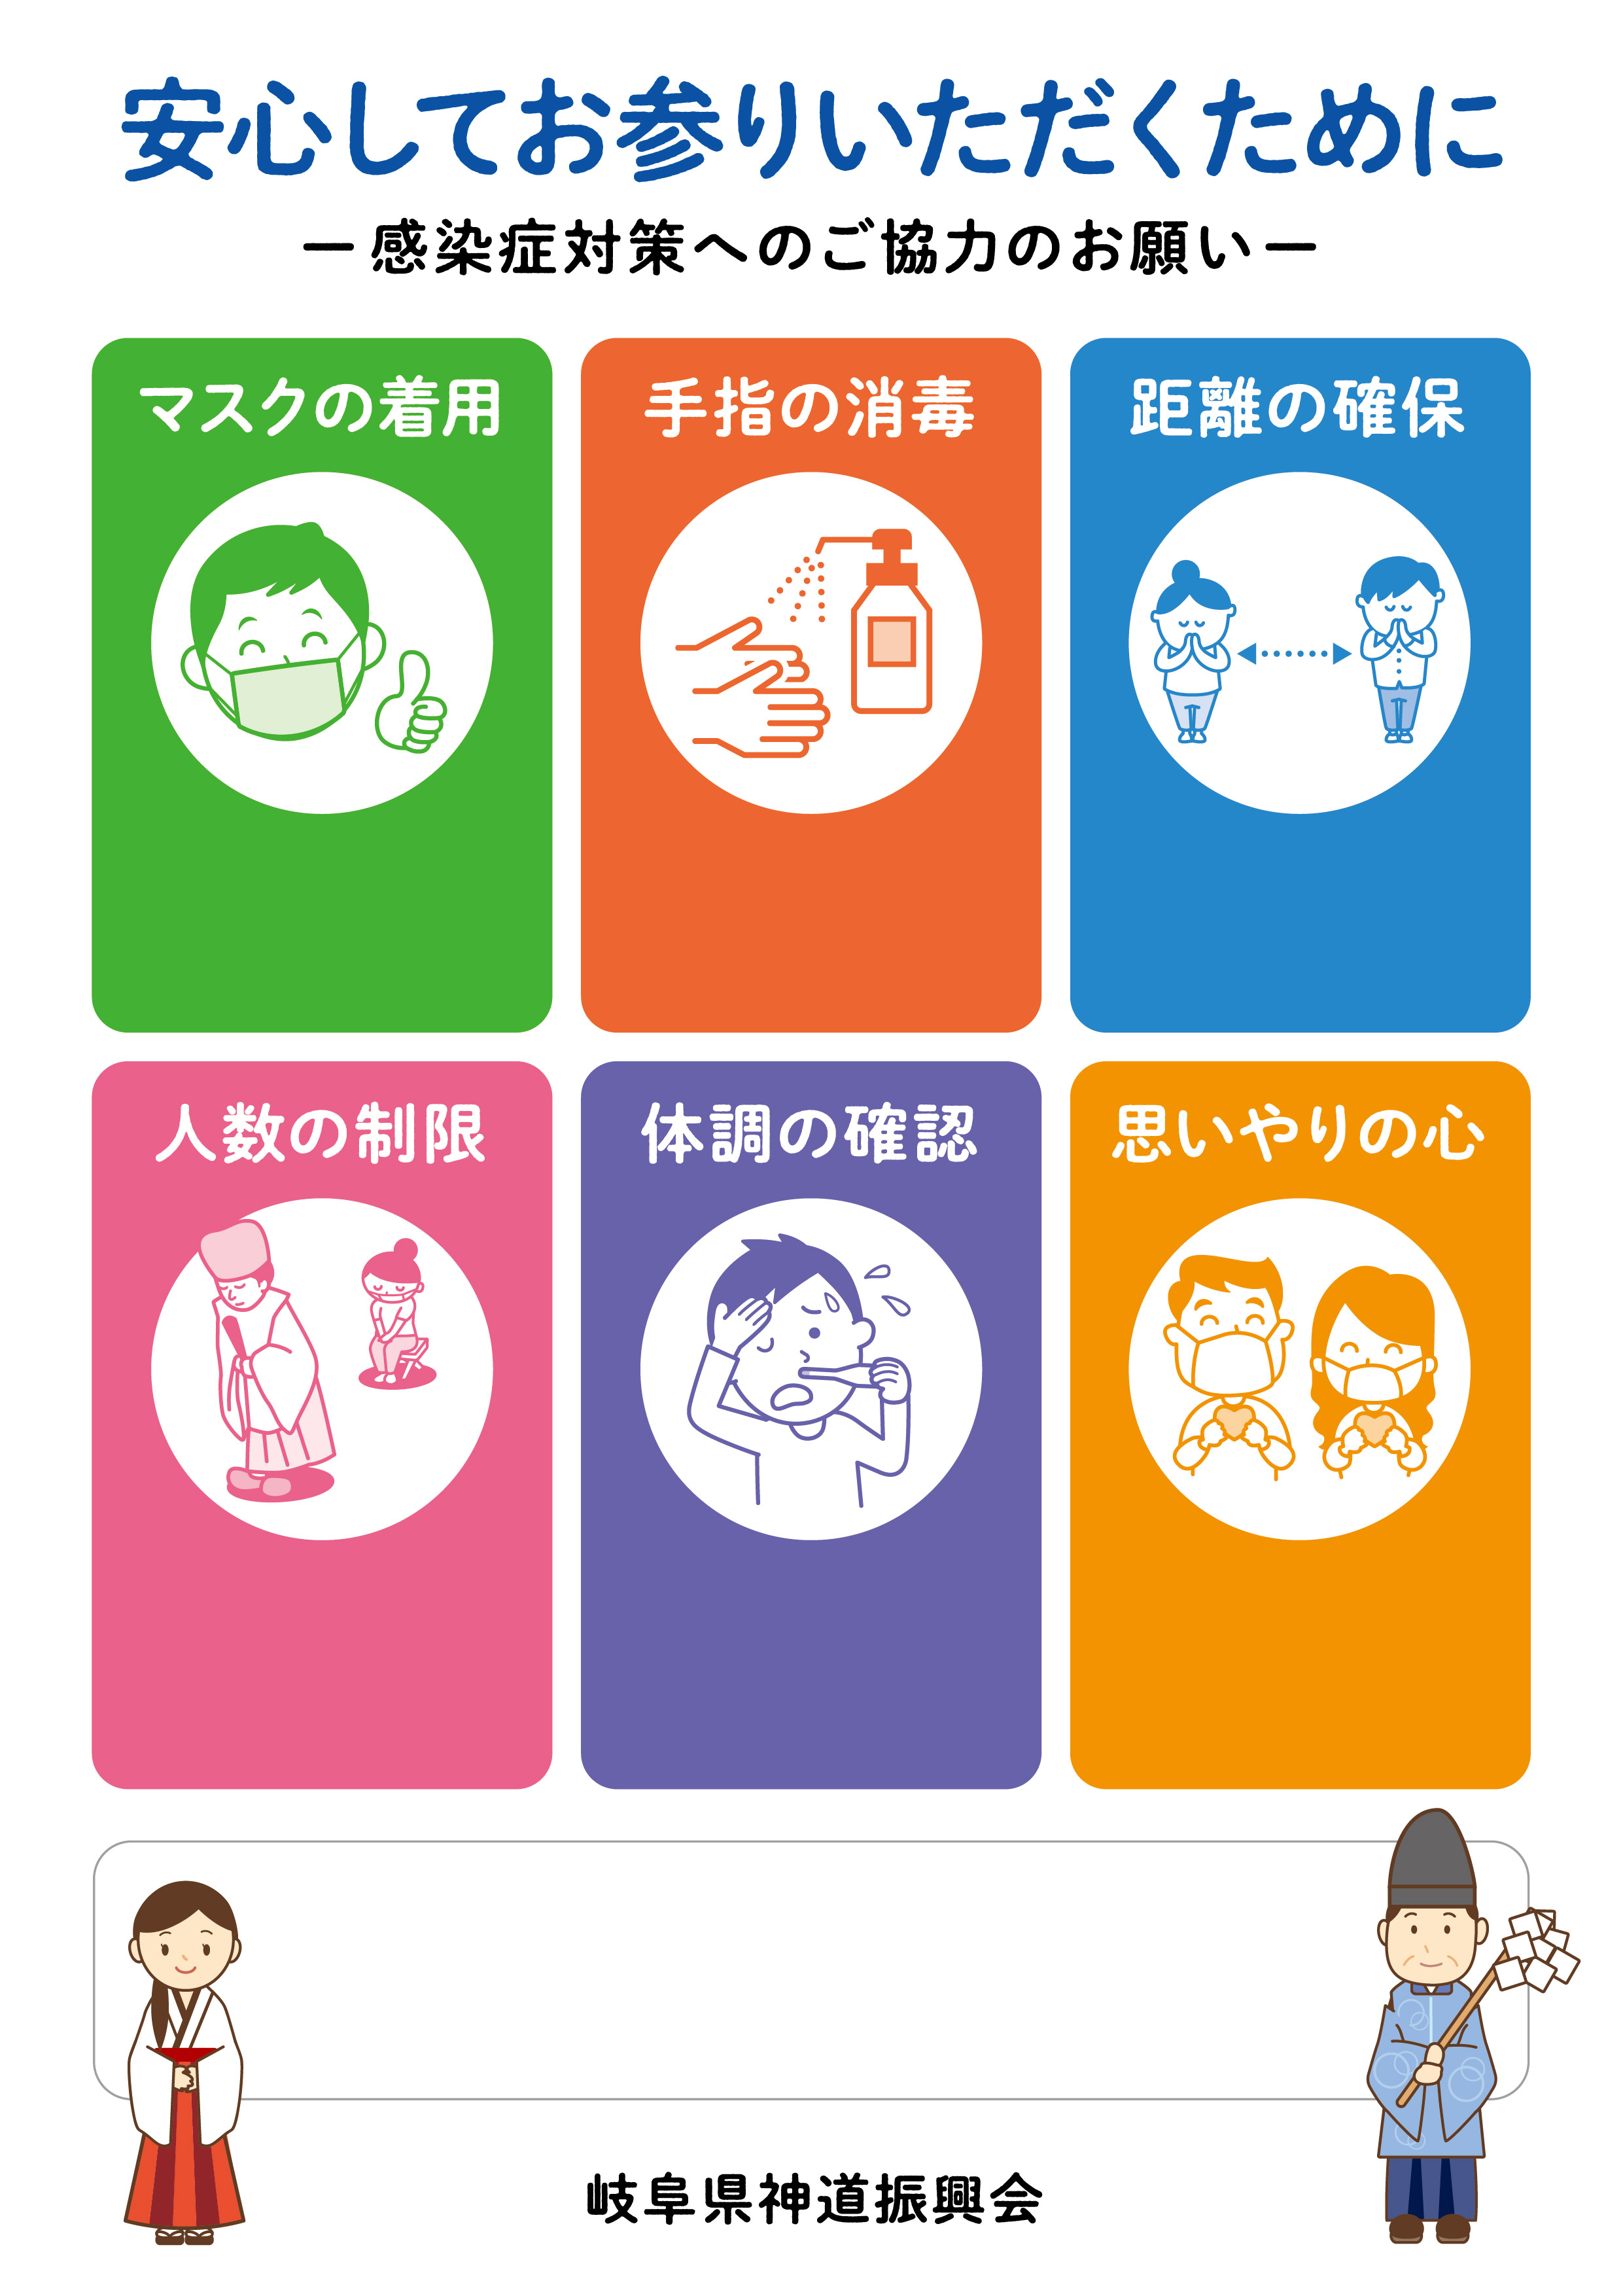 安心してお参りいただくために
ー感染症対策へのご協力のお願いー
マスクの着用
手指の消毒
距離の確保
人数の制限
体調の確認
思いやりの心
岐阜県神道振興会